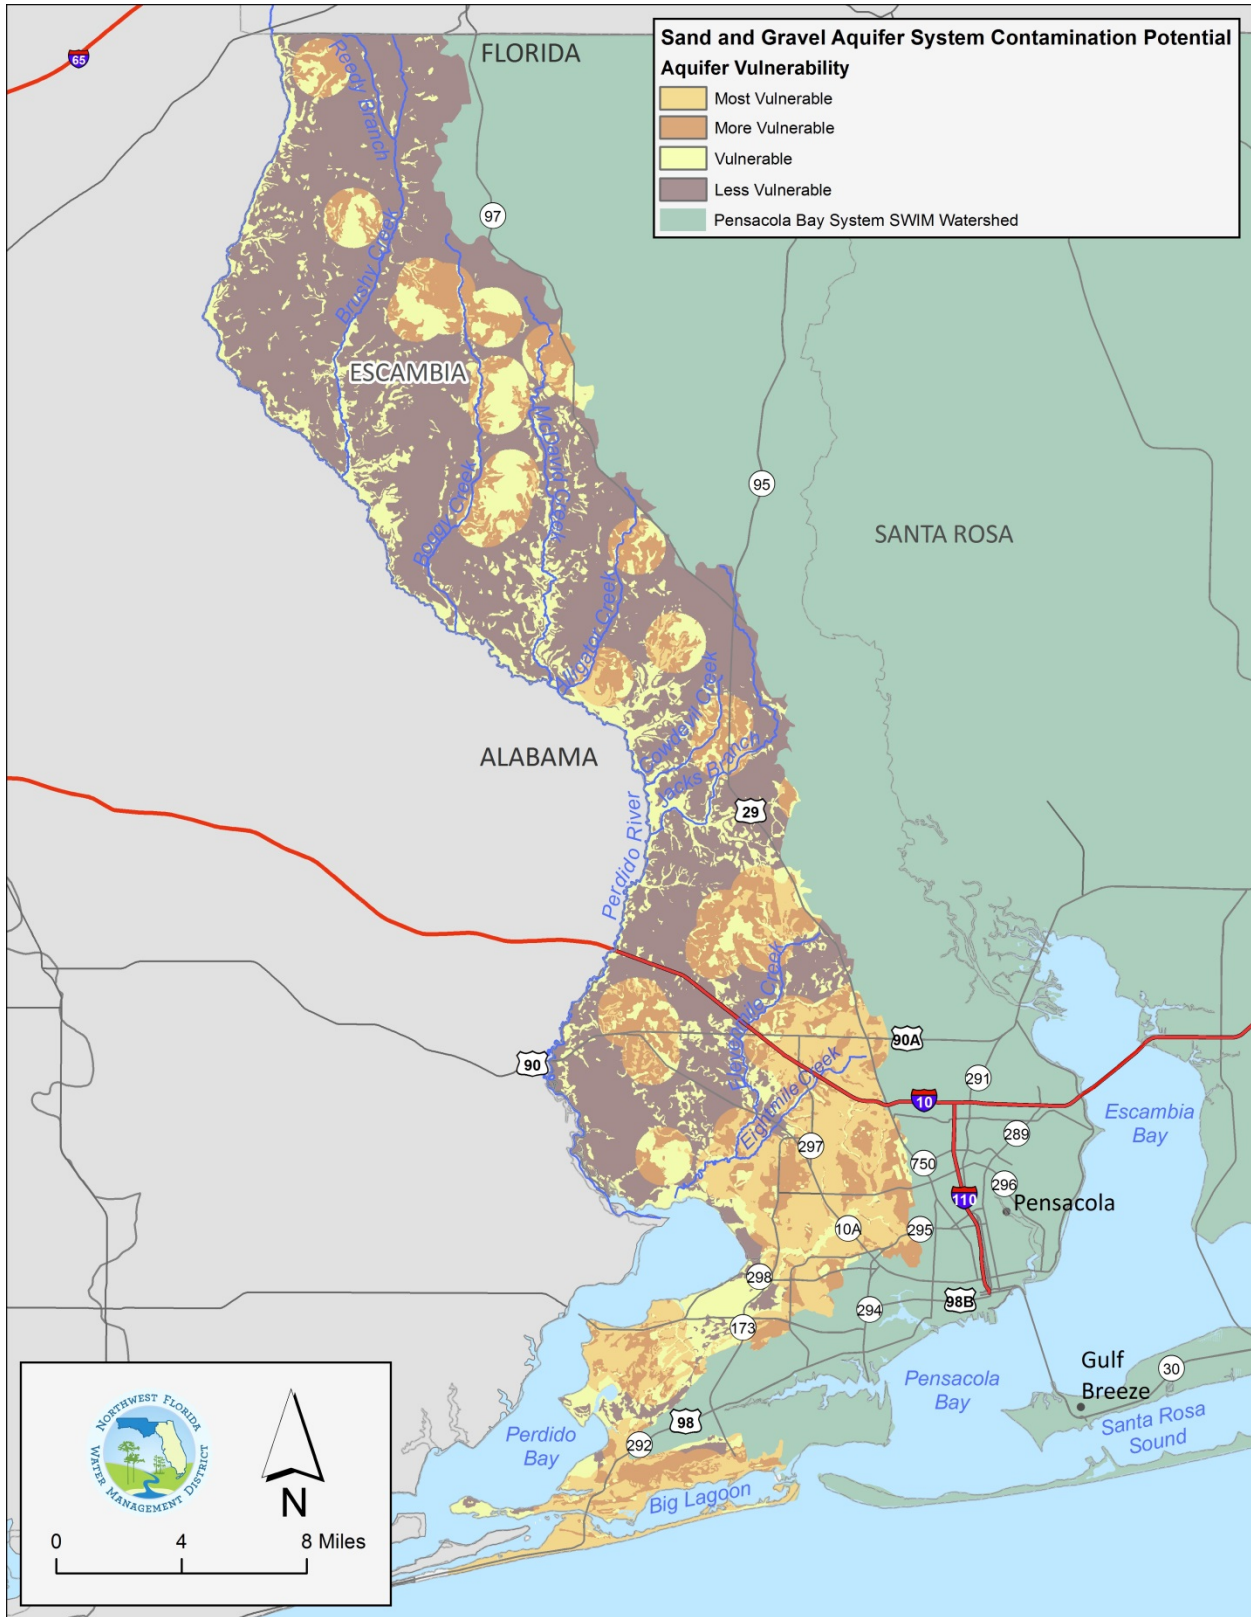 Sand and Gravel Aquifer System Contamination Potential
Aquifer Vulnerability
Most Vulnerable
More Vulnerable
Vulnerable
Less Vulnerable
Pensacola Bay System SWIM Watershed
65
FLORIDA
Reedy Branch
97
Brushy Creek
ESCAMBIA
McDavid Creek
Boggy Creek
95
SANTA ROSA
Alligator Creek
Cowdevil Creek
ALABAMA
Jacks Branch
29
Perdido River
Elevenmile Creek
90
90A
291
10
Eightmile Creek
Escambia
Bay
289
297
750
296
110
Pensacola
10A
295
298
98B
294
173
Gulf
Breeze
30
Pensacola
Bay
Santa Rosa
Sound
98
Perdido
Bay
292
Big Lagoon
NORTHWEST FLORIDA
WATER MANAGEMENT DISTRICT
N
0 4 8 Miles